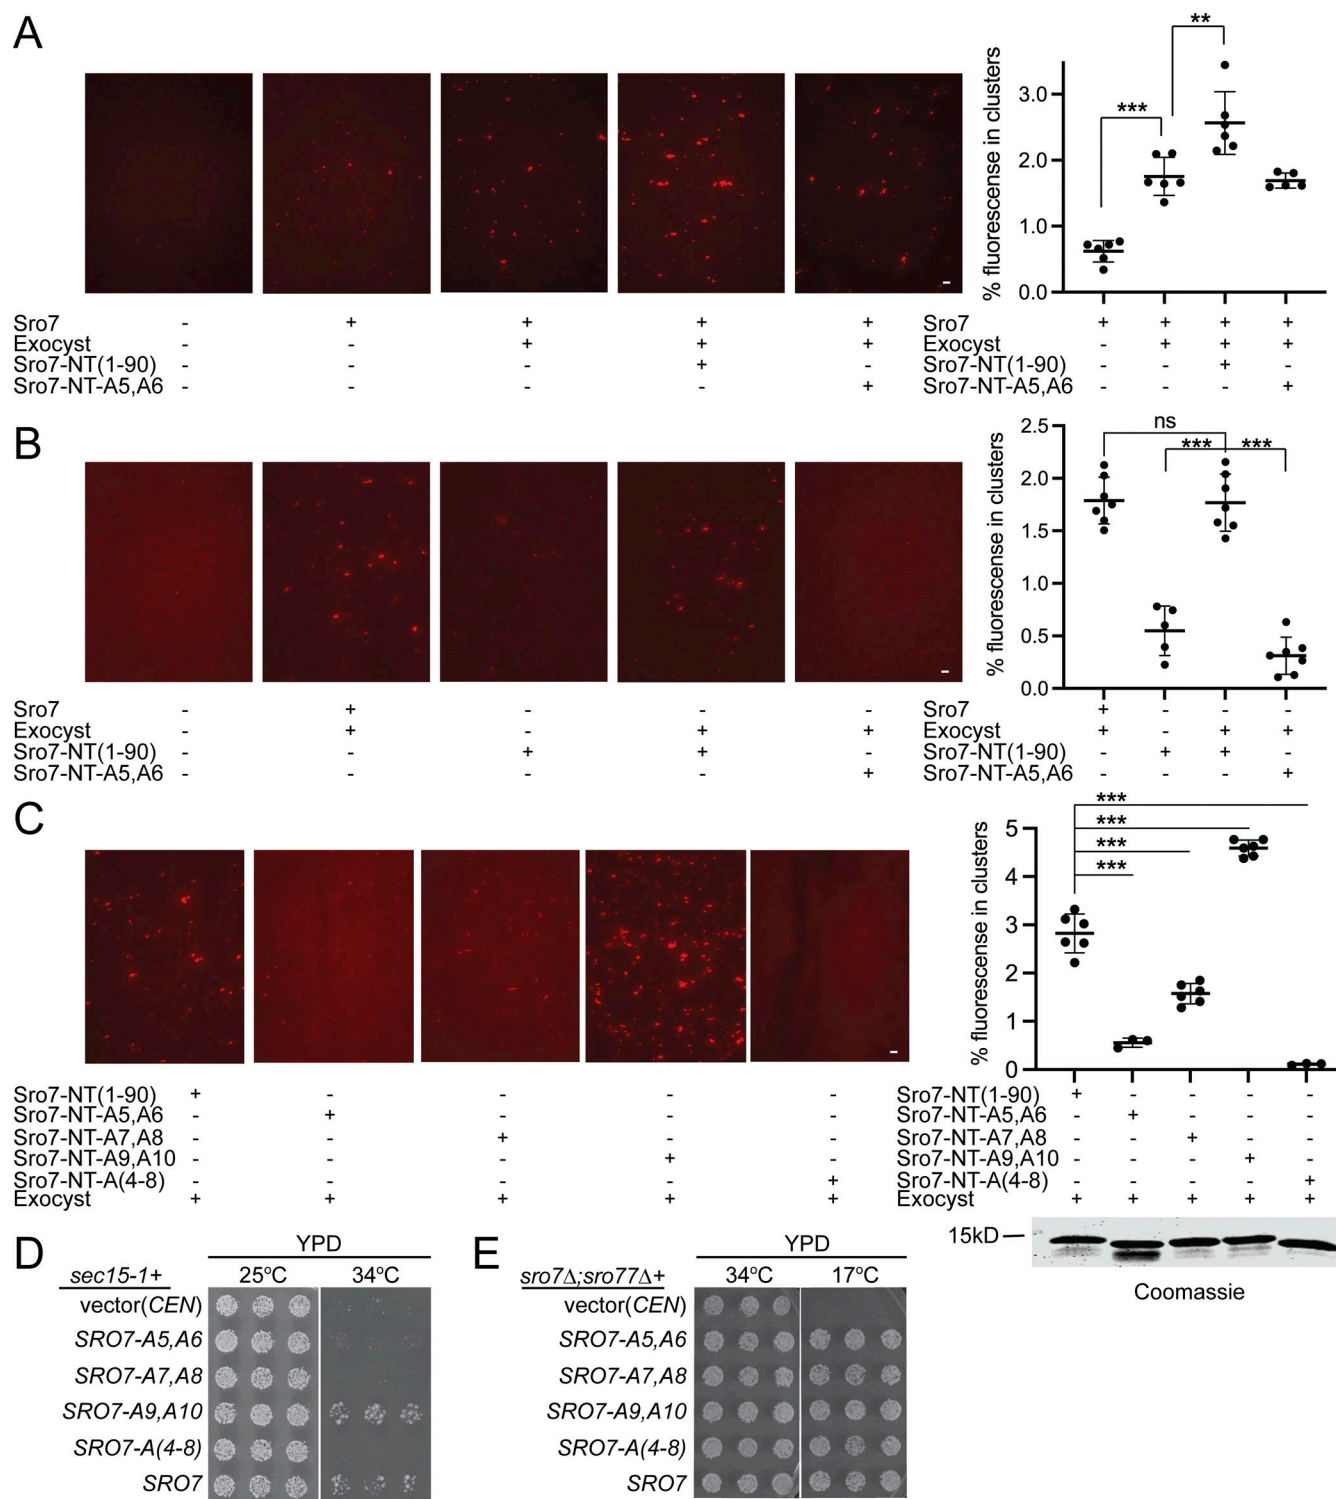 A
% fluorescense in clusters
3.0
2.0
1.0
0.0
***
**
Sro7 - + + + +
Exocyst - - + + +
Sro7-NT(1-90) - - - + -
Sro7-NT-A5,A6 - - - - +
Sro7 + + + +
Exocyst - + + +
Sro7-NT(1-90) - - + -
Sro7-NT-A5,A6 - - - +
B
% fluorescense in clusters
2.5
2.0
1.5
1.0
0.5
0.0
ns
*** ***
Sro7 - + - - -
Exocyst - + - + +
Sro7-NT(1-90) - - + + -
Sro7-NT-A5,A6 - - - - +
Sro7 + - - -
Exocyst + - + +
Sro7-NT(1-90) - + + -
Sro7-NT-A5,A6 - - - +
C
% fluorescense in clusters
5
4
3
2
1
0
***
***
***
***
Sro7-NT(1-90) + - - - -
Sro7-NT-A5,A6 - + - - -
Sro7-NT-A7,A8 - - + - -
Sro7-NT-A9,A10 - - - + -
Sro7-NT-A(4-8) - - - - +
Exocyst + + + + +
Sro7-NT(1-90) + - - - -
Sro7-NT-A5,A6 - + - - -
Sro7-NT-A7,A8 - - + - -
Sro7-NT-A9,A10 - - - + -
Sro7-NT-A(4-8) - - - - +
Exocyst + + + + +
15kD
Coomassie
D
YPD
sec15-1+ 25ºC 34ºC
vector(CEN)
SRO7-A5,A6
SRO7-A7,A8
SRO7-A9,A10
SRO7-A(4-8)
SRO7
E
YPD
sro7Δ;sro77Δ+ 34ºC 17ºC
vector(CEN)
SRO7-A5,A6
SRO7-A7,A8
SRO7-A9,A10
SRO7-A(4-8)
SRO7